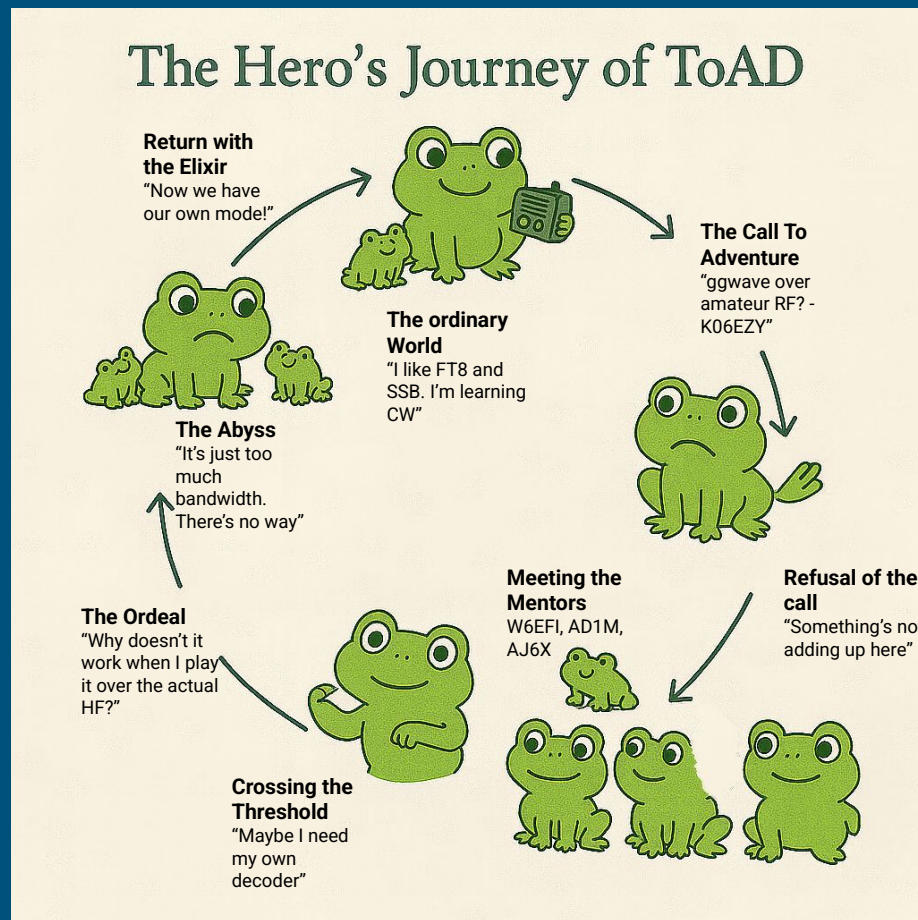 The Hero's Journey of ToAD
Return with
the Elixir
“Now we have
our own mode!”
The ordinary
World
“I like FT8 and
SSB. I’m learning
CW”
The Call To
Adventure
“ggwave over
amateur RF? -
K06EZY”
Refusal of the
call
“Something’s no
adding up here”
Meeting the
Mentors
W6EFI, AD1M,
AJ6X
Crossing the
Threshold
“Maybe I need
my own
decoder”
The Ordeal
“Why doesn’t it
work when I play
it over the actual
HF?”
The Abyss
“It’s just too
much
bandwidth.
There’s no way”